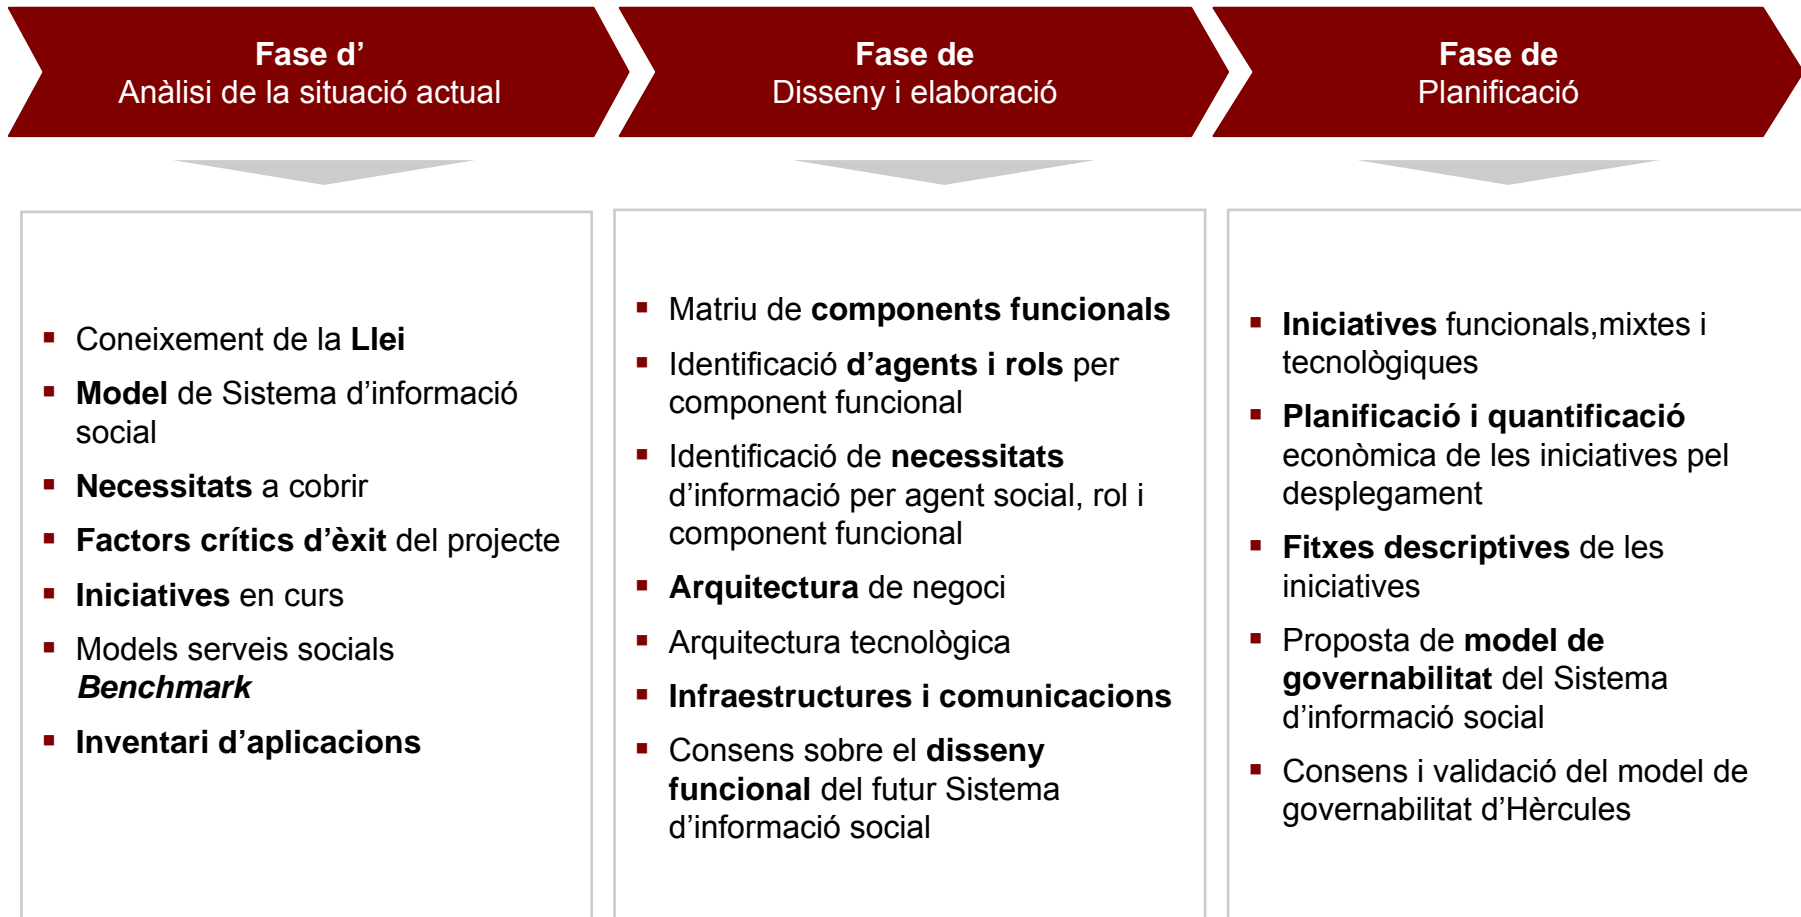 Fase d’
Anàlisi de la situació actual
Fase de
Disseny i elaboració
Fase de
Planificació
▪ Coneixement de la Llei
▪ Model de Sistema d’informació
social
▪ Necessitats a cobrir
▪ Factors crítics d’èxit del projecte
▪ Iniciatives en curs
▪ Models serveis socials
Benchmark
▪ Inventari d’aplicacions
▪ Matriu de components funcionals
▪ Identificació d’agents i rols per
component funcional
▪ Identificació de necessitats
d’informació per agent social, rol i
component funcional
▪ Arquitectura de negoci
▪ Arquitectura tecnològica
▪ Infraestructures i comunicacions
▪ Consens sobre el disseny
funcional del futur Sistema
d’informació social
▪ Iniciatives funcionals,mixtes i
tecnològiques
▪ Planificació i quantificació
econòmica de les iniciatives pel
desplegament
▪ Fitxes descriptives de les
iniciatives
▪ Proposta de model de
governabilitat del Sistema
d’informació social
▪ Consens i validació del model de
governabilitat d’Hèrcules